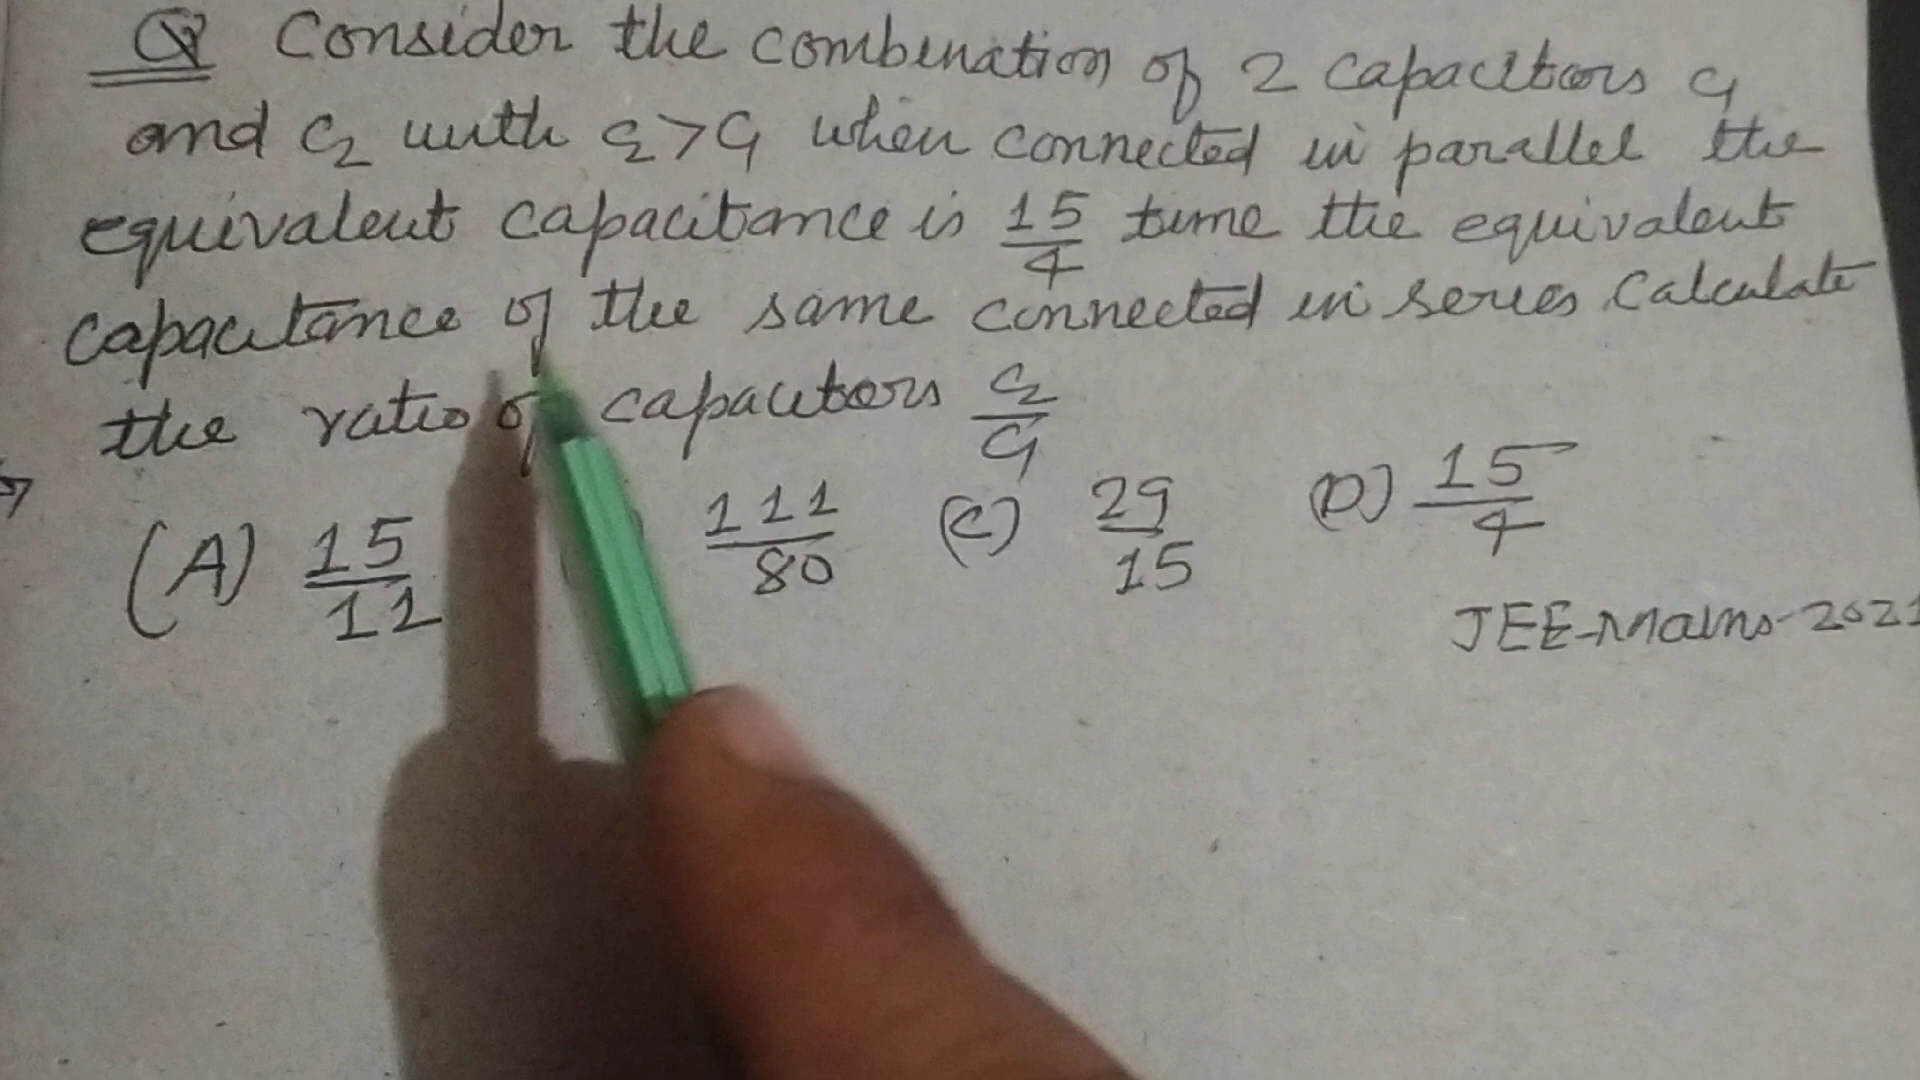 Q Consider the combination of 2 capacitors C1
and C2 with C2>C1 when connected in parallel the
equivalent capacitance is 15/4 time the equivalent
capacitance of the same connected in series Calculate
the ratio of capacitors C2/C1
(A) 15/11 111/80 (C) 29/15 (D) 15/4
JEE-Mains-2021